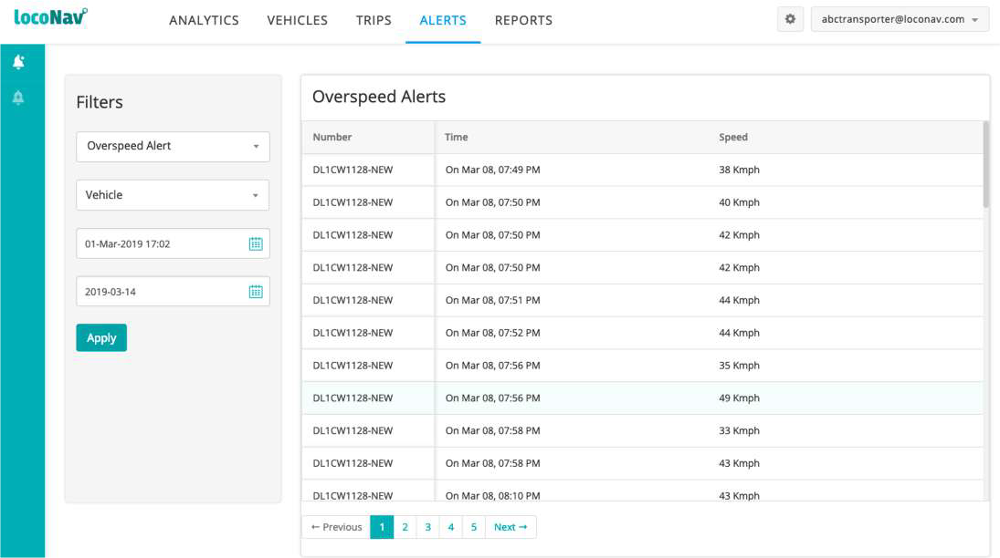 locoNav ANALYTICS VEHICLES TRIPS ALERTS REPORTS abctransporter@loconav.com
Filters
Overspeed Alert
Vehicle
01-Mar-2019 17:02
2019-03-14
Apply
Overspeed Alerts
Number Time Speed
DL1CW1128-NEW On Mar 08, 07:49 PM 38 Kmph
DL1CW1128-NEW On Mar 08, 07:50 PM 40 Kmph
DL1CW1128-NEW On Mar 08, 07:50 PM 42 Kmph
DL1CW1128-NEW On Mar 08, 07:50 PM 42 Kmph
DL1CW1128-NEW On Mar 08, 07:51 PM 44 Kmph
DL1CW1128-NEW On Mar 08, 07:52 PM 44 Kmph
DL1CW1128-NEW On Mar 08, 07:56 PM 35 Kmph
DL1CW1128-NEW On Mar 08, 07:56 PM 49 Kmph
DL1CW1128-NEW On Mar 08, 07:58 PM 33 Kmph
DL1CW1128-NEW On Mar 08, 07:58 PM 43 Kmph
DL1CW1128-NEW On Mar 08, 08:10 PM 43 Kmph
← Previous 1 2 3 4 5 Next →